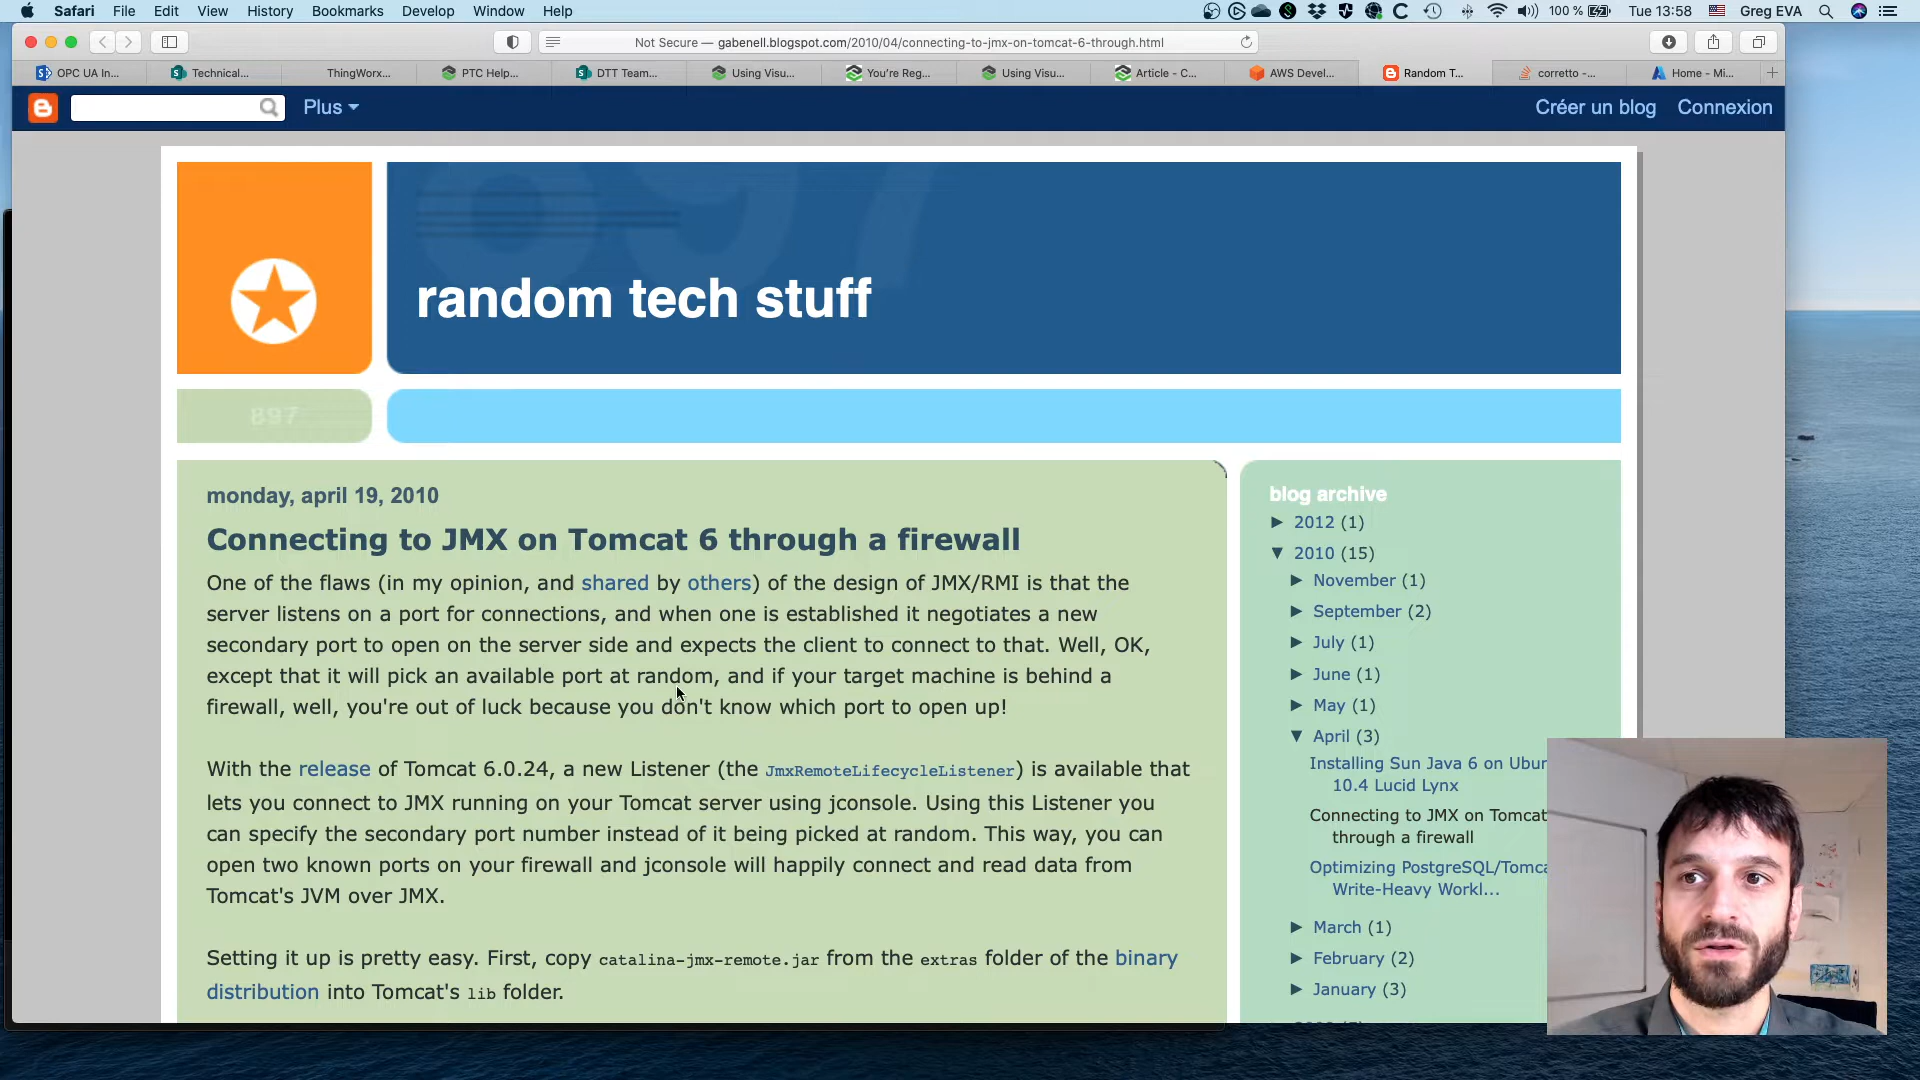 Safari File Edit View History Bookmarks Develop Window Help 100 % Tue 13:58 Greg EVA
Not Secure — gabenell.blogspot.com/2010/04/connecting-to-jmx-on-tomcat-6-through.html
OPC UA In... Technical... ThingWorx... PTC Help... DTT Team... Using Visu... You're Reg... Using Visu... Article - C... AWS Devel... Random T... corretto -... Home - Mi...
Plus Créer un blog Connexion
random tech stuff
897
monday, april 19, 2010
Connecting to JMX on Tomcat 6 through a firewall
One of the flaws (in my opinion, and shared by others) of the design of JMX/RMI is that the
server listens on a port for connections, and when one is established it negotiates a new
secondary port to open on the server side and expects the client to connect to that. Well, OK,
except that it will pick an available port at random, and if your target machine is behind a
firewall, well, you're out of luck because you don't know which port to open up!
With the release of Tomcat 6.0.24, a new Listener (the JmxRemoteLifecycleListener) is available that
lets you connect to JMX running on your Tomcat server using jconsole. Using this Listener you
can specify the secondary port number instead of it being picked at random. This way, you can
open two known ports on your firewall and jconsole will happily connect and read data from
Tomcat's JVM over JMX.
Setting it up is pretty easy. First, copy catalina-jmx-remote.jar from the extras folder of the binary
distribution into Tomcat's lib folder.
blog archive
► 2012 (1)
▼ 2010 (15)
► November (1)
► September (2)
► July (1)
► June (1)
► May (1)
▼ April (3)
Installing Sun Java 6 on Ubun
10.4 Lucid Lynx
Connecting to JMX on Tomcat
through a firewall
Optimizing PostgreSQL/Tomca
Write-Heavy Workl...
► March (1)
► February (2)
► January (3)